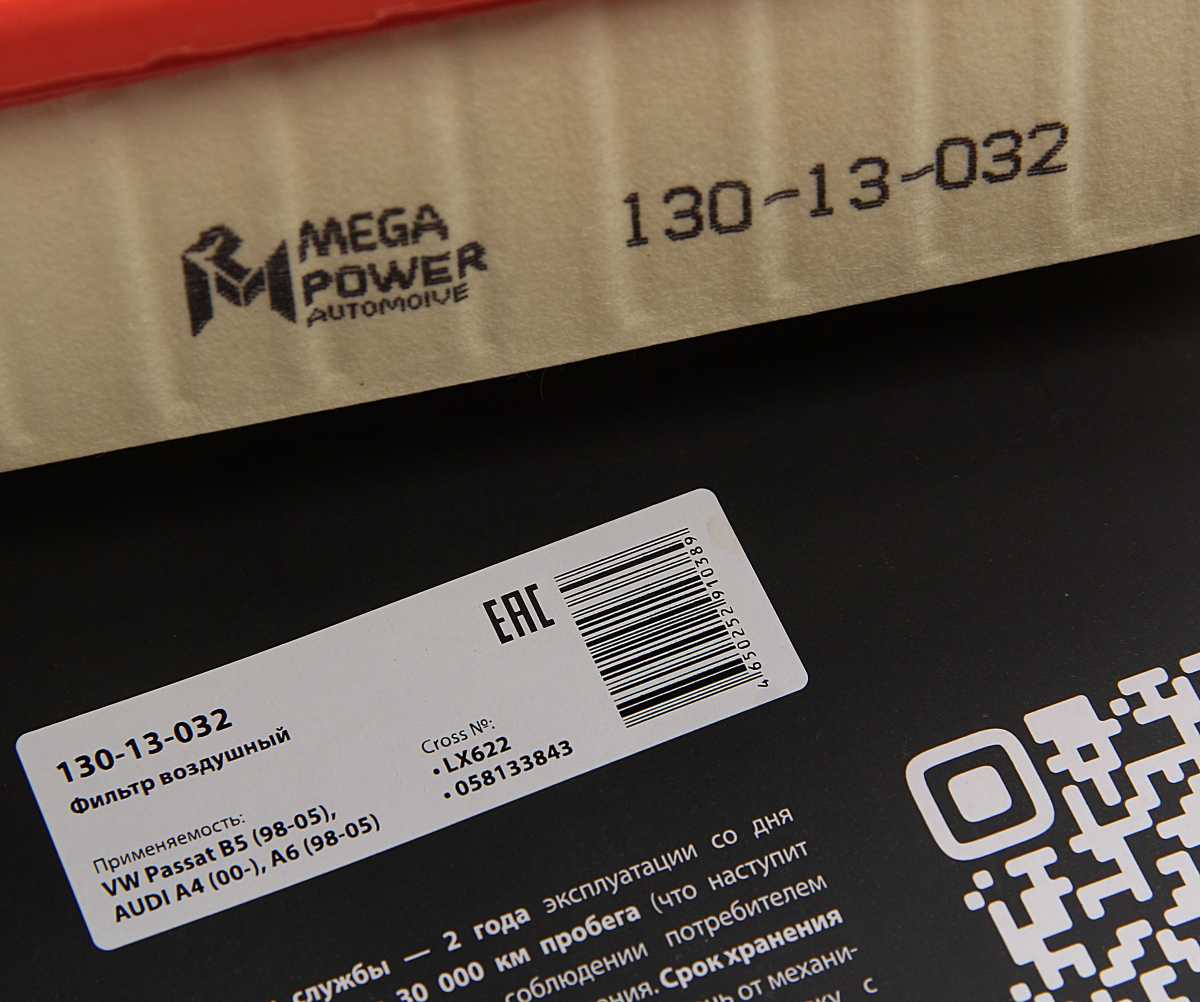 MEGA
POWER
AUTOMOIVE
130-13-032
EAC
4650252910389
130-13-032
Фильтр воздушный
Cross №:
• LX622
• 058133843
Применяемость:
VW Passat B5 (98-05),
AUDI A4 (00-), A6 (98-05)
службы — 2 года эксплуатации со дня
30 000 км пробега (что наступит
соблюдении потребителем
ния. Срок хранения
от механи-
с